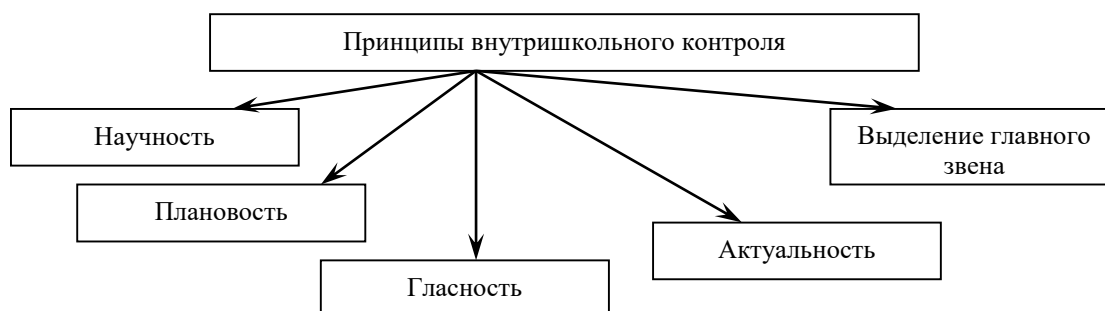 Принципы внутришкольного контроля
Научность
Выделение главного
звена
Плановость
Актуальность
Гласность